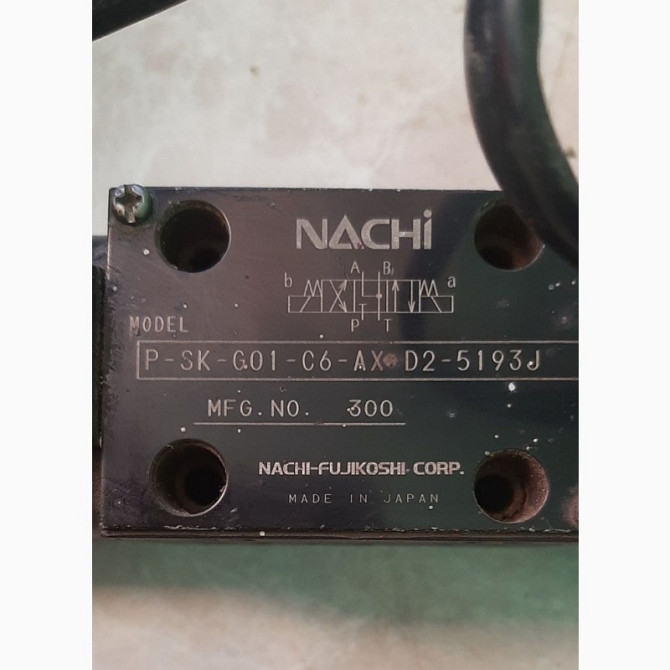 NACHi
A B
b a
P T
MODEL
P-SK-G01-C6-AX-D2-5193J
MFG.NO. 300
NACHI-FUJIKOSHI CORP.
MADE IN JAPAN